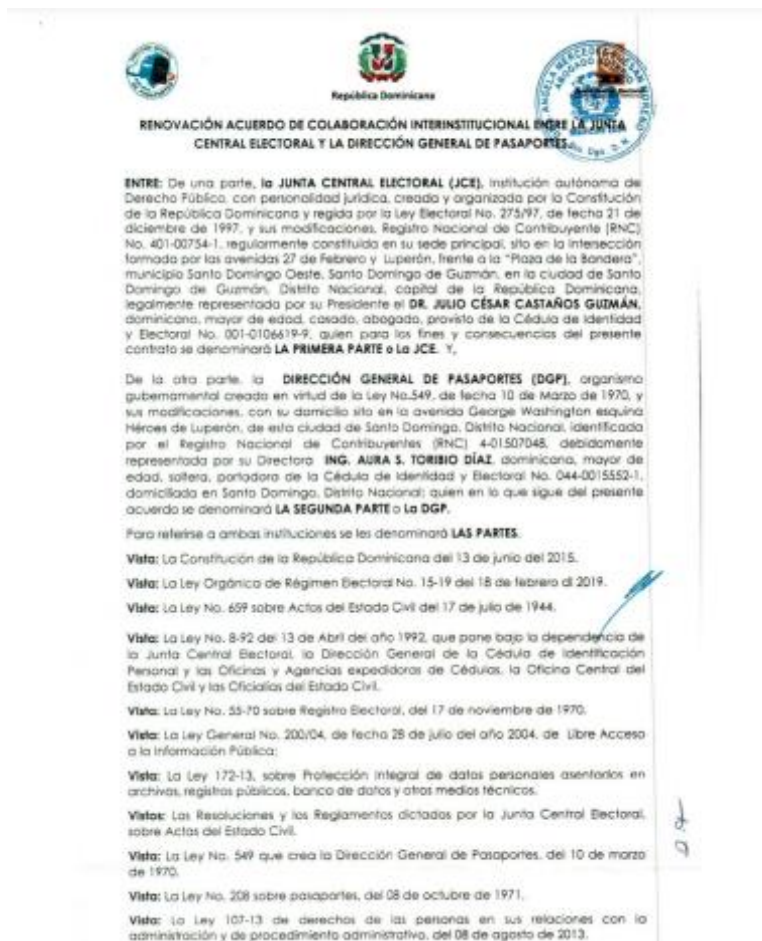 República Dominicana
RENOVACIÓN ACUERDO DE COLABORACIÓN INTERINSTITUCIONAL ENTRE LA JUNTA
CENTRAL ELECTORAL Y LA DIRECCIÓN GENERAL DE PASAPORTES
ENTRE: De una parte, la JUNTA CENTRAL ELECTORAL (JCE), Institución autónoma de
Derecho Público, con personalidad jurídica, creada y organizada por la Constitución
de la República Dominicana y regida por la Ley Electoral No. 275/97, de fecha 21 de
diciembre de 1997, y sus modificaciones, Registro Nacional de Contribuyente (RNC)
No. 401-00754-1, regularmente constituida en su sede principal, sito en la intersección
formada por las avenidas 27 de Febrero y Luperón, frente a la "Plaza de la Bandera",
municipio Santo Domingo Oeste, Santo Domingo de Guzmán, en la ciudad de Santo
Domingo de Guzmán, Distrito Nacional, capital de la República Dominicana,
legalmente representada por su Presidente el DR. JULIO CÉSAR CASTAÑOS GUZMÁN,
dominicano, mayor de edad, casado, abogado, provisto de la Cédula de Identidad
y Electoral No. 001-0106619-9, quien para los fines y consecuencias del presente
contrato se denominará LA PRIMERA PARTE o La JCE. Y,
De la otra parte, la DIRECCIÓN GENERAL DE PASAPORTES (DGP), organismo
gubernamental creada en virtud de la Ley No.549, de fecha 10 de Marzo de 1970, y
sus modificaciones, con su domicilio sito en la avenida George Washington esquina
Héroes de Luperón, de esta ciudad de Santo Domingo, Distrito Nacional, identificada
por el Registro Nacional de Contribuyentes (RNC) 4-01507048, debidamente
representada por su Directora ING. AURA S. TORIBIO DÍAZ, dominicana, mayor de
edad, soltera, portadora de la Cédula de Identidad y Electoral No. 044-0015552-1,
domiciliada en Santo Domingo, Distrito Nacional; quien en lo que sigue del presente
acuerdo se denominará LA SEGUNDA PARTE o La DGP.
Para referirse a ambas instituciones se les denominará LAS PARTES.
Vista: La Constitución de la República Dominicana del 13 de junio del 2015.
Vista: La Ley Orgánica de Régimen Electoral No. 15-19 del 18 de febrero dl 2019.
Vista: La Ley No. 659 sobre Actos del Estado Civil del 17 de julio de 1944.
Vista: La Ley No. 8-92 del 13 de Abril del año 1992, que pone bajo la dependencia de
la Junta Central Electoral, la Dirección General de la Cédula de Identificación
Personal y las Oficinas y Agencias expedidoras de Cédulas, la Oficina Central del
Estado Civil y las Oficialías del Estado Civil.
Vista: La Ley No. 55-70 sobre Registro Electoral, del 17 de noviembre de 1970.
Vista: La Ley General No. 200/04, de fecha 28 de julio del año 2004, de Libre Acceso
a la Información Pública;
Vista: La Ley 172-13, sobre Protección Integral de datos personales asentados en
archivos, registros públicos, banco de datos y otros medios técnicos.
Vistos: Las Resoluciones y los Reglamentos dictados por la Junta Central Electoral,
sobre Actas del Estado Civil.
Vista: La Ley No. 549 que crea la Dirección General de Pasaportes, del 10 de marzo
de 1970.
Vista: La Ley No. 208 sobre pasaportes, del 08 de octubre de 1971.
Vista: La Ley 107-13 de derechos de las personas en sus relaciones con la
administración y de procedimiento administrativo, del 08 de agosto de 2013.